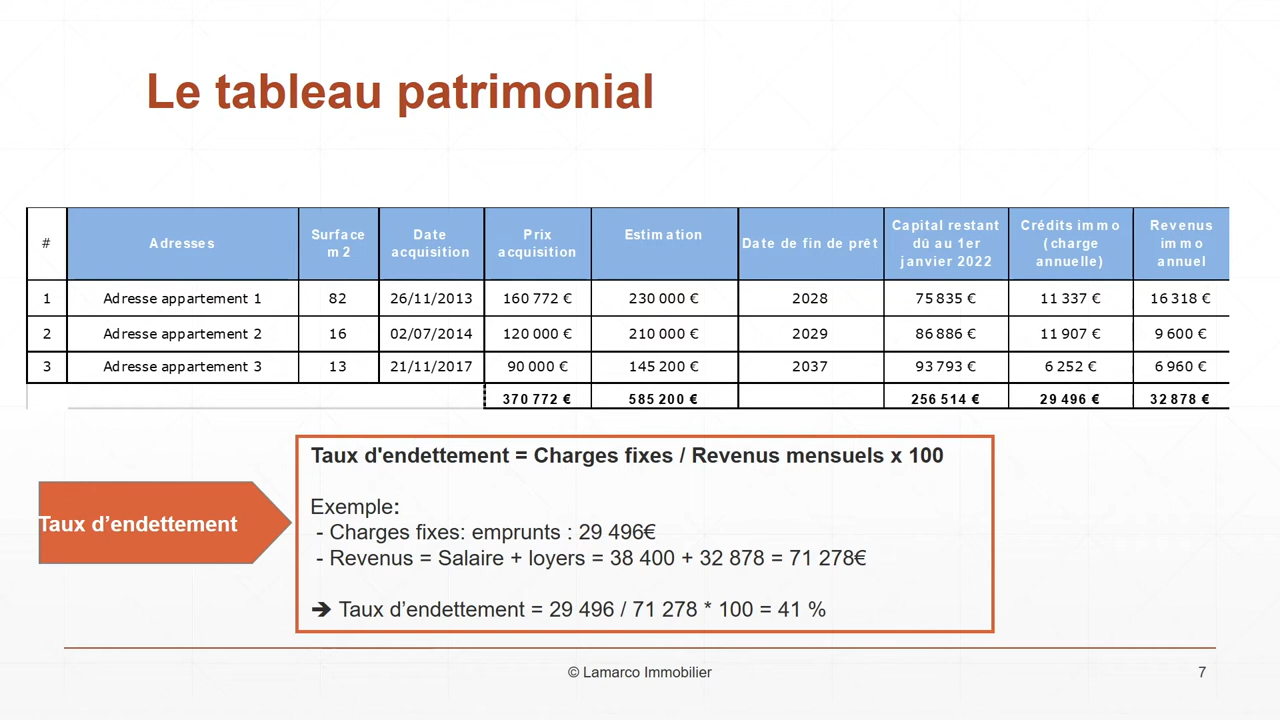 Le tableau patrimonial
# Adresses Surface m2 Date acquisition Prix acquisition Estimation Date de fin de prêt Capital restant dû au 1er janvier 2022 Crédits immo (charge annuelle) Revenus immo annuel
1 Adresse appartement 1 82 26/11/2013 160 772 € 230 000 € 2028 75 835 € 11 337 € 16 318 €
2 Adresse appartement 2 16 02/07/2014 120 000 € 210 000 € 2029 86 886 € 11 907 € 9 600 €
3 Adresse appartement 3 13 21/11/2017 90 000 € 145 200 € 2037 93 793 € 6 252 € 6 960 €
370 772 € 585 200 € 256 514 € 29 496 € 32 878 €
Taux d’endettement
Taux d'endettement = Charges fixes / Revenus mensuels x 100
Exemple:
- Charges fixes: emprunts : 29 496€
- Revenus = Salaire + loyers = 38 400 + 32 878 = 71 278€
➔ Taux d’endettement = 29 496 / 71 278 * 100 = 41 %
© Lamarco Immobilier
7